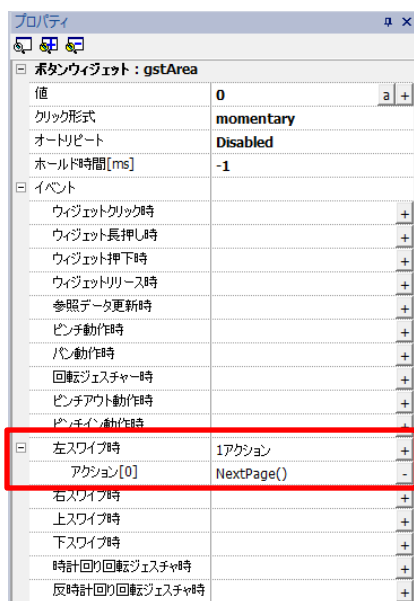 プロパティ
ボタンウィジェット : gstArea
値 0 a +
クリック形式 momentary
オートリピート Disabled
ホールド時間[ms] -1
イベント
ウィジェットクリック時 +
ウィジェット長押し時 +
ウィジェット押下時 +
ウィジェットリリース時 +
参照データ更新時 +
ピンチ動作時 +
パン動作時 +
回転ジェスチャー時 +
ピンチアウト動作時 +
ピンチイン動作時 +
左スワイプ時 1アクション +
アクション[0] NextPage() -
右スワイプ時 +
上スワイプ時 +
下スワイプ時 +
時計回り回転ジェスチャ時 +
反時計回り回転ジェスチャ時 +